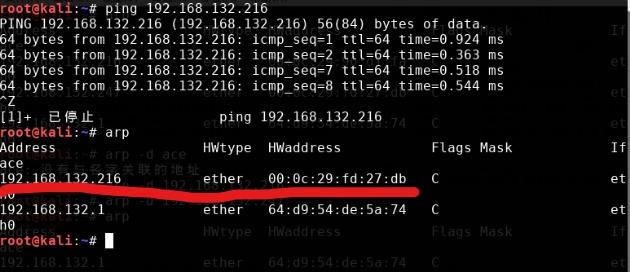 root@kali:~# ping 192.168.132.216
PING 192.168.132.216 (192.168.132.216) 56(84) bytes of data.
64 bytes from 192.168.132.216: icmp_seq=1 ttl=64 time=0.924 ms
64 bytes from 192.168.132.216: icmp_seq=2 ttl=64 time=0.363 ms
64 bytes from 192.168.132.216: icmp_seq=7 ttl=64 time=0.518 ms
64 bytes from 192.168.132.216: icmp_seq=8 ttl=64 time=0.544 ms
^Z
[1]+ 已停止 ping 192.168.132.216
root@kali:~# arp
Address HWtype HWaddress Flags Mask If
ace
192.168.132.216 ether 00:0c:29:fd:27:db C et
h0
192.168.132.1 ether 64:d9:54:de:5a:74 C et
h0
root@kali:~#